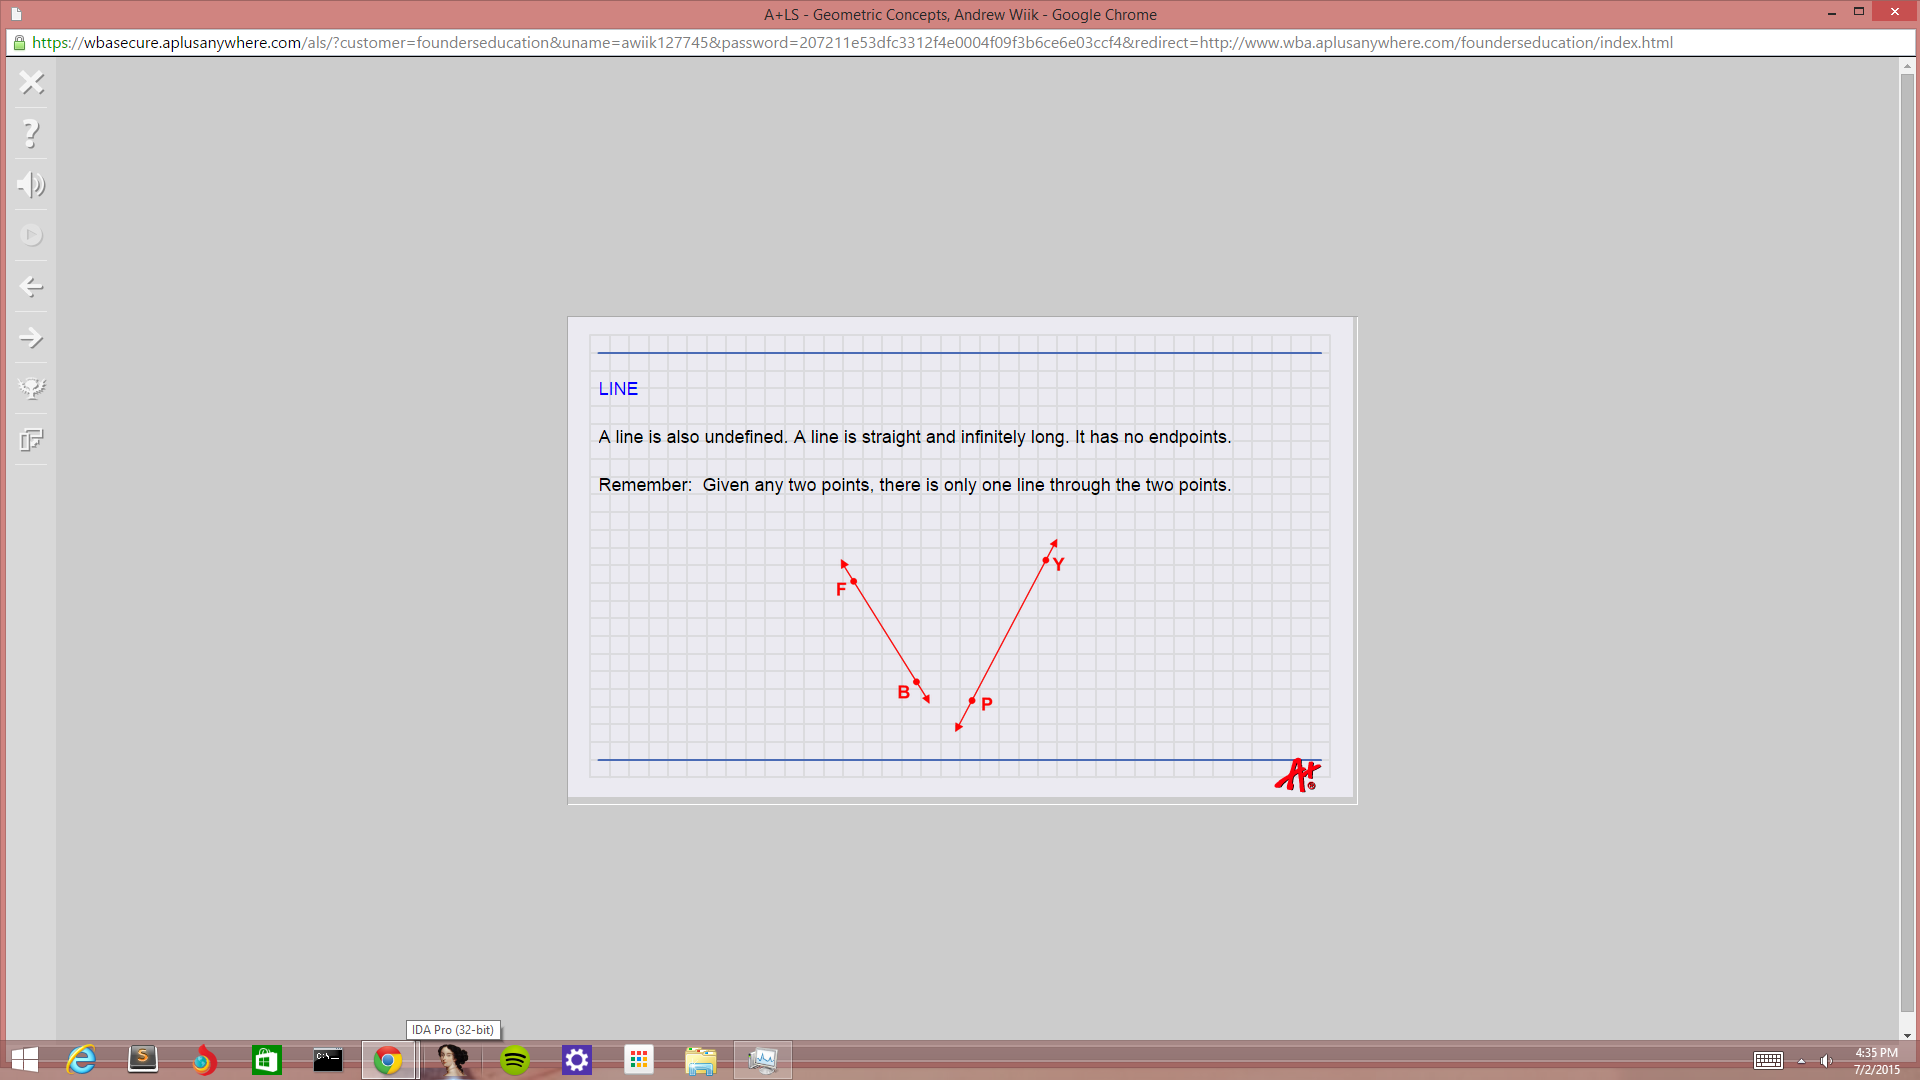 A+LS - Geometric Concepts, Andrew Wiik - Google Chrome
https://wbasecure.aplusanywhere.com/als/?customer=founderseducation&uname=awiik127745&password=207211e53dfc3312f4e0004f09f3b6ce6e03ccf4&redirect=http://www.wba.aplusanywhere.com/founderseducation/index.html
LINE
A line is also undefined. A line is straight and infinitely long. It has no endpoints.
Remember: Given any two points, there is only one line through the two points.
Y
F
B
P
A+
IDA Pro (32-bit)
S
C:\_
4:35 PM
7/2/2015